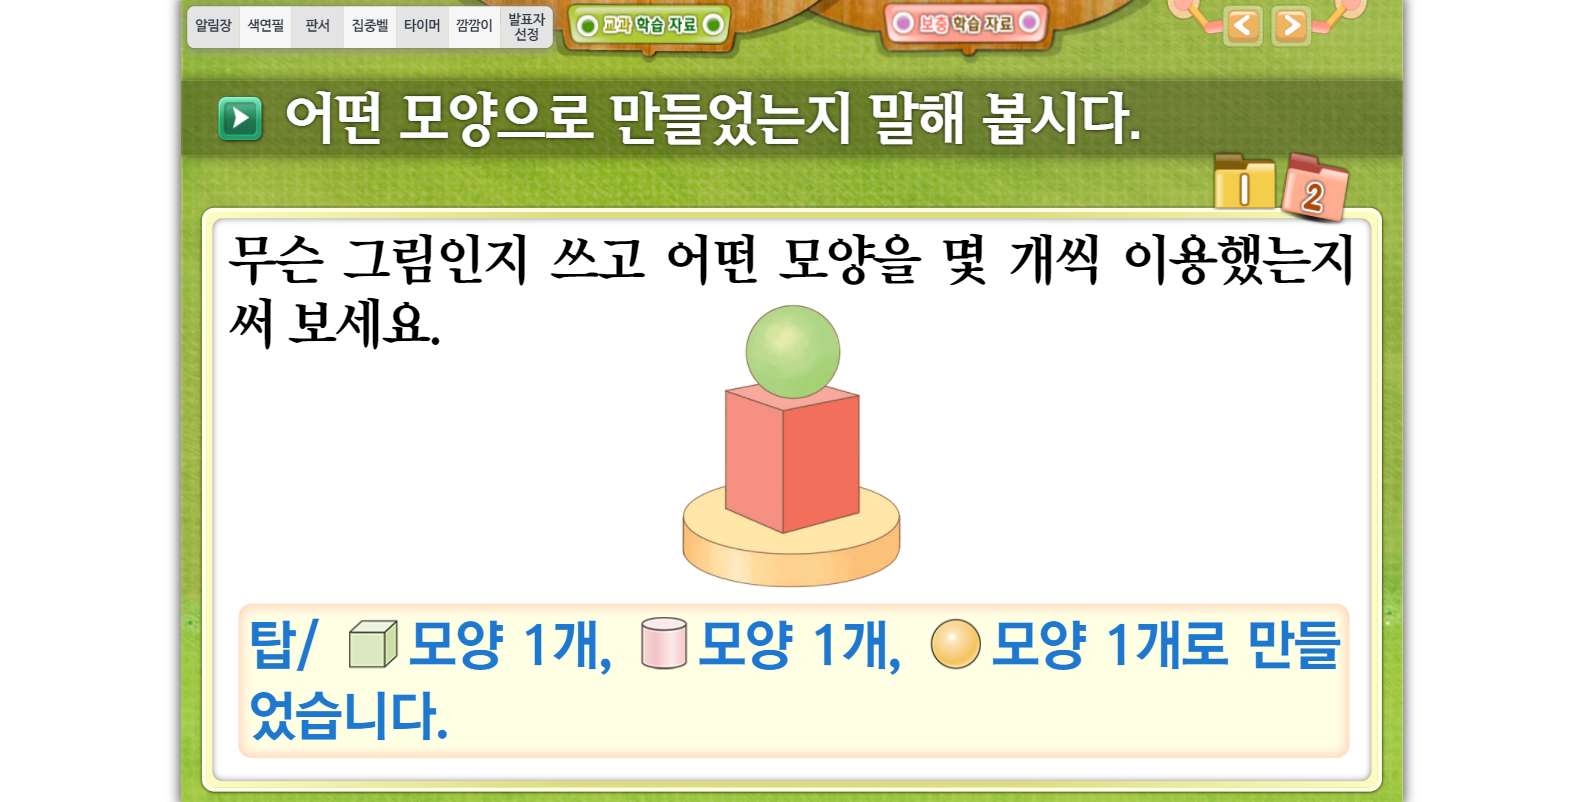 알림장 색연필 판서 집중벨 타이머 깜깜이 발표자 선정
교과 학습 자료 보충 학습 자료
어떤 모양으로 만들었는지 말해 봅시다.
1 2
무슨 그림인지 쓰고 어떤 모양을 몇 개씩 이용했는지
써 보세요.
탑/ 모양 1개, 모양 1개, 모양 1개로 만들
었습니다.